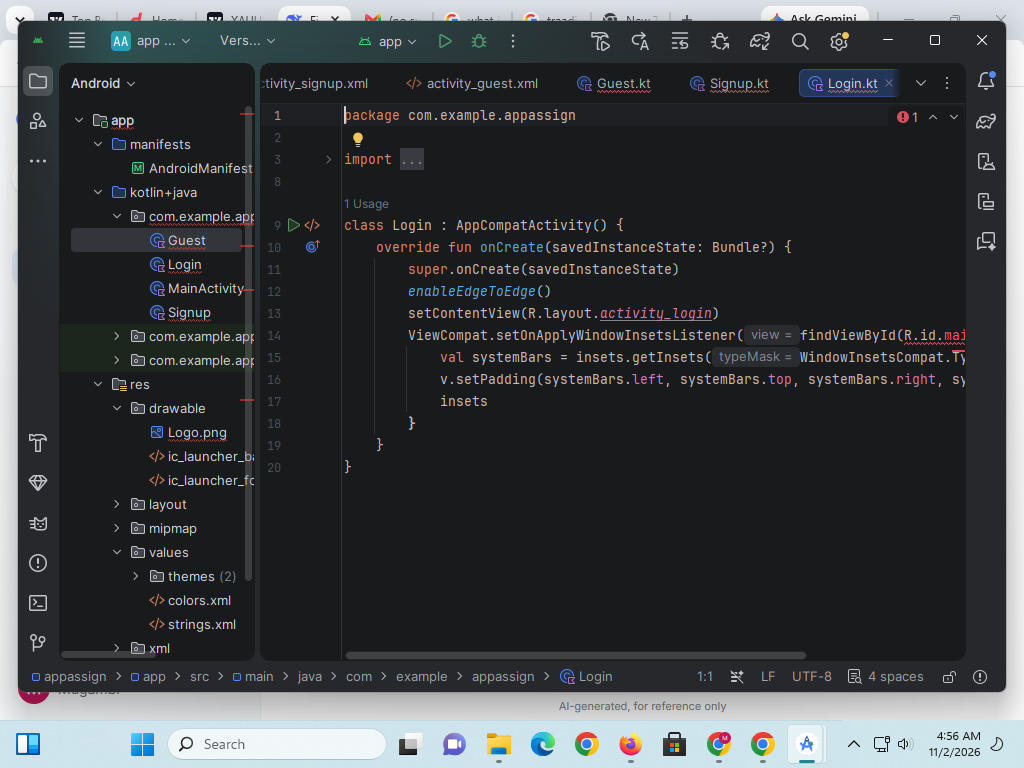 Ask Gemini
AA
app ...
Vers...
app
Android
activity_guest.xml
Guest.kt
Signup.kt
Login.kt
app
manifests
AndroidManifest
kotlin+java
com.example.app
Guest
Login
MainActivity
Signup
com.example.app
com.example.app
res
drawable
Logo.png
ic_launcher_ba
ic_launcher_fo
layout
mipmap
values
themes (2)
colors.xml
strings.xml
xml
1 package com.example.appassign
2
3 import ...
8
1 Usage
9 class Login : AppCompatActivity() {
10 override fun onCreate(savedInstanceState: Bundle?) {
11 super.onCreate(savedInstanceState)
12 enableEdgeToEdge()
13 setContentView(R.layout.activity_login)
14 ViewCompat.setOnApplyWindowInsetsListener( view = findViewById(R.id.mai
15 val systemBars = insets.getInsets( typeMask = WindowInsetsCompat.Ty
16 v.setPadding(systemBars.left, systemBars.top, systemBars.right, sy
17 insets
18 }
19 }
20 }
1
appassign > app > src > main > java > com > example > appassign > Login
1:1
LF
UTF-8
4 spaces
AI-generated, for reference only
Search
4:56 AM
11/2/2026